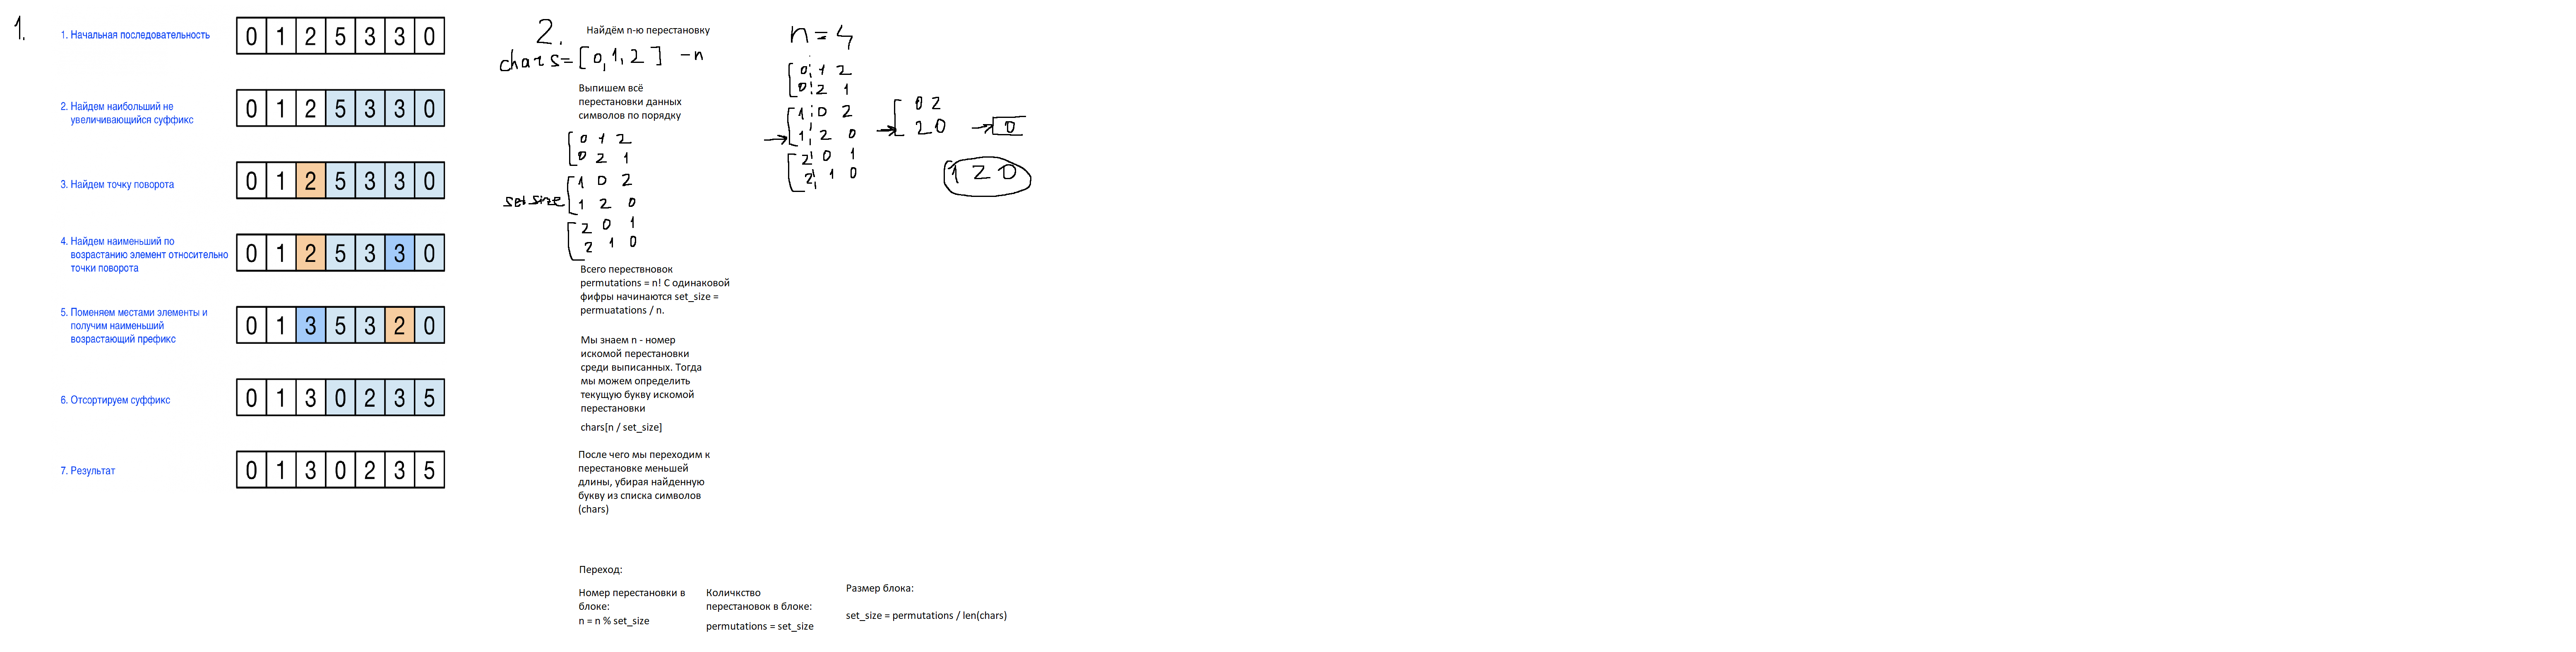 1.
1. Начальная последовательность
0 1 2 5 3 3 0
2. Найдем наибольший не
увеличивающийся суффикс
0 1 2 5 3 3 0
3. Найдем точку поворота
0 1 2 5 3 3 0
4. Найдем наименьший по
возрастанию элемент относительно
точки поворота
0 1 2 5 3 3 0
5. Поменяем местами элементы и
получим наименьший
возрастающий префикс
0 1 3 5 3 2 0
6. Отсортируем суффикс
0 1 3 0 2 3 5
7. Результат
0 1 3 0 2 3 5
2.
Найдём n-ю перестановку
chars=[0,1,2] -n
Выпишем всё
перестановки данных
символов по порядку
0 1 2
0 2 1
1 0 2
set size 1 2 0
2 0 1
2 1 0
Всего перествновок
permutations = n! С одинаковой
фифры начинаются set_size =
permuatations / n.
Мы знаем n - номер
искомой перестановки
среди выписанных. Тогда
мы можем определить
текущую букву искомой
перестановки
chars[n / set_size]
После чего мы переходим к
перестановке меньшей
длины, убирая найденную
букву из списка символов
(chars)
n=4
0 1 2
0 2 1
1 0 2
→ 1 2 0
2 0 1
2 1 0
0 2
→ 2 0
→ 0
1 2 0
Переход:
Номер перестановки в
блоке:
n = n % set_size
Количкство
перестановок в блоке:
permutations = set_size
Размер блока:
set_size = permutations / len(chars)